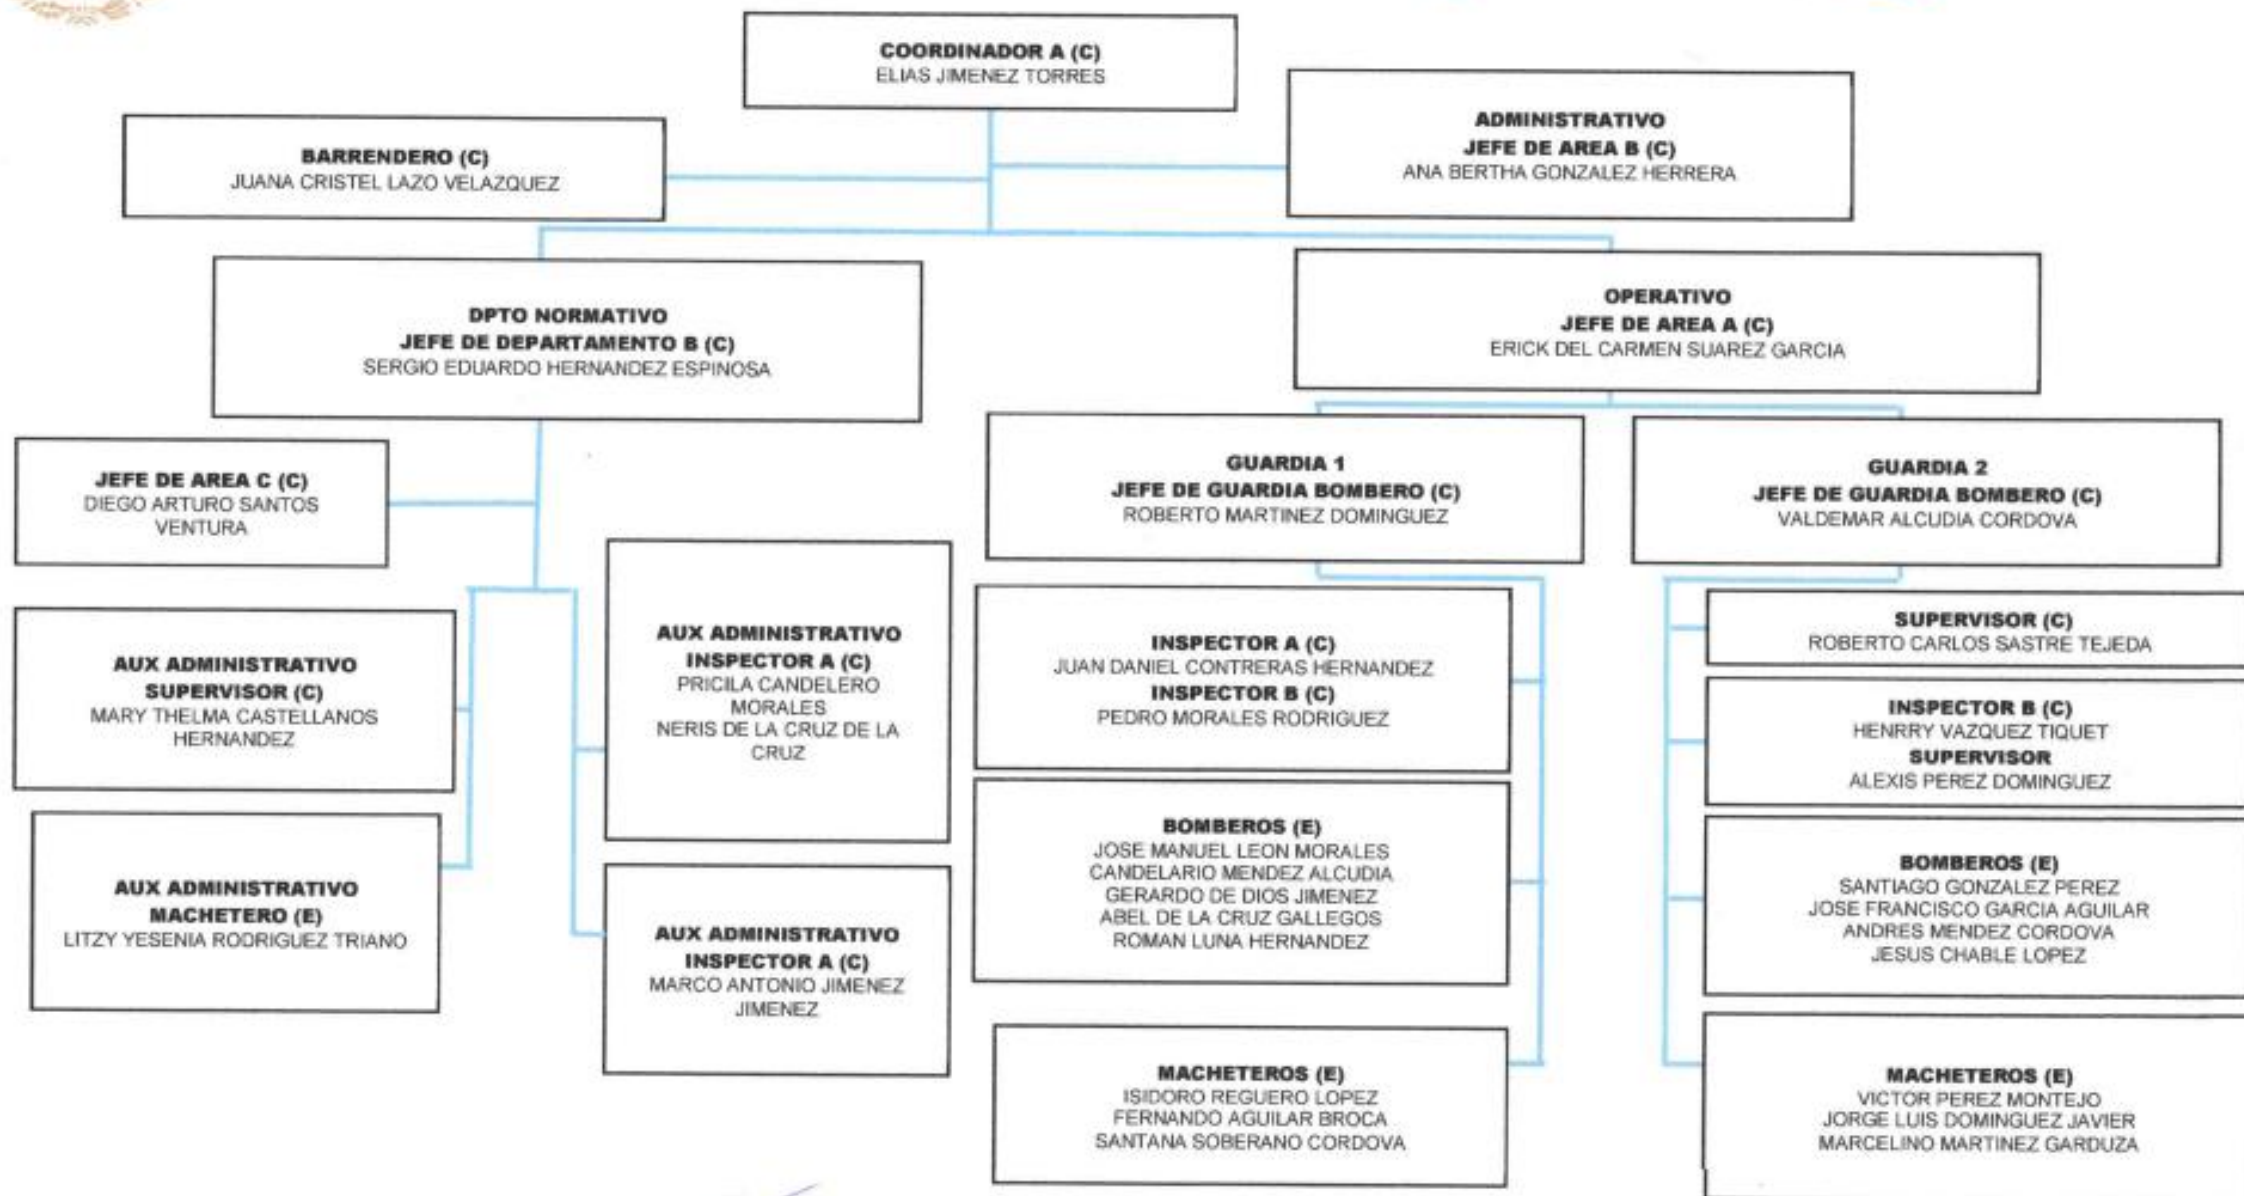 COORDINADOR A (C)
ELIAS JIMENEZ TORRES
BARRENDERO (C)
JUANA CRISTEL LAZO VELAZQUEZ
ADMINISTRATIVO
JEFE DE AREA B (C)
ANA BERTHA GONZALEZ HERRERA
DPTO NORMATIVO
JEFE DE DEPARTAMENTO B (C)
SERGIO EDUARDO HERNANDEZ ESPINOSA
OPERATIVO
JEFE DE AREA A (C)
ERICK DEL CARMEN SUAREZ GARCIA
JEFE DE AREA C (C)
DIEGO ARTURO SANTOS
VENTURA
AUX ADMINISTRATIVO
SUPERVISOR (C)
MARY THELMA CASTELLANOS
HERNANDEZ
AUX ADMINISTRATIVO
MACHETERO (E)
LITZY YESENIA RODRIGUEZ TRIANO
AUX ADMINISTRATIVO
INSPECTOR A (C)
PRICILA CANDELERO
MORALES
NERIS DE LA CRUZ DE LA
CRUZ
AUX ADMINISTRATIVO
INSPECTOR A (C)
MARCO ANTONIO JIMENEZ
JIMENEZ
GUARDIA 1
JEFE DE GUARDIA BOMBERO (C)
ROBERTO MARTINEZ DOMINGUEZ
INSPECTOR A (C)
JUAN DANIEL CONTRERAS HERNANDEZ
INSPECTOR B (C)
PEDRO MORALES RODRIGUEZ
BOMBEROS (E)
JOSE MANUEL LEON MORALES
CANDELARIO MENDEZ ALCUDIA
GERARDO DE DIOS JIMENEZ
ABEL DE LA CRUZ GALLEGOS
ROMAN LUNA HERNANDEZ
MACHETEROS (E)
ISIDORO REGUERO LOPEZ
FERNANDO AGUILAR BROCA
SANTANA SOBERANO CORDOVA
GUARDIA 2
JEFE DE GUARDIA BOMBERO (C)
VALDEMAR ALCUDIA CORDOVA
SUPERVISOR (C)
ROBERTO CARLOS SASTRE TEJEDA
INSPECTOR B (C)
HENRRY VAZQUEZ TIQUET
SUPERVISOR
ALEXIS PEREZ DOMINGUEZ
BOMBEROS (E)
SANTIAGO GONZALEZ PEREZ
JOSE FRANCISCO GARCIA AGUILAR
ANDRES MENDEZ CORDOVA
JESUS CHABLE LOPEZ
MACHETEROS (E)
VICTOR PEREZ MONTEJO
JORGE LUIS DOMINGUEZ JAVIER
MARCELINO MARTINEZ GARDUZA